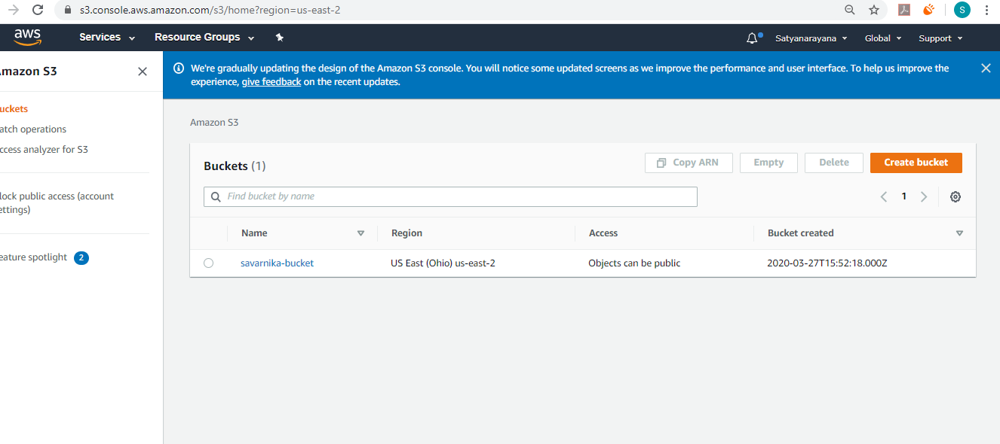 s3.console.aws.amazon.com/s3/home?region=us-east-2
S
aws Services Resource Groups Satyanarayana Global Support
mazon S3
uckets
atch operations
ccess analyzer for S3
lock public access (account
ettings)
eature spotlight 2
We're gradually updating the design of the Amazon S3 console. You will notice some updated screens as we improve the performance and user interface. To help us improve the
experience, give feedback on the recent updates.
Amazon S3
Buckets (1) Copy ARN Empty Delete Create bucket
Find bucket by name 1
Name Region Access Bucket created
savarnika-bucket US East (Ohio) us-east-2 Objects can be public 2020-03-27T15:52:18.000Z